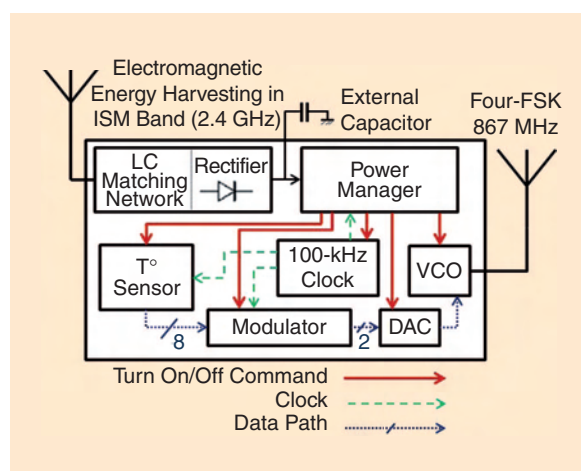 Electromagnetic
Energy Harvesting in
ISM Band (2.4 GHz)
External
Capacitor
Four-FSK
867 MHz
LC
Matching
Network
Rectifier
Power
Manager
T°
Sensor
100-kHz
Clock
VCO
8
Modulator
2
DAC
Turn On/Off Command
Clock
Data Path